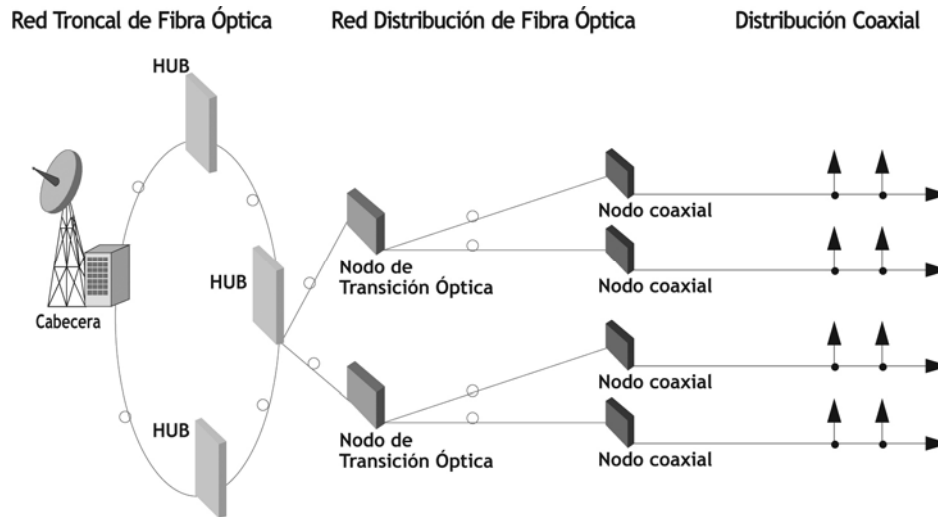 Red Troncal de Fibra Óptica
Red Distribución de Fibra Óptica
Distribución Coaxial
HUB
HUB
HUB
Cabecera
Nodo de
Transición Óptica
Nodo de
Transición Óptica
Nodo coaxial
Nodo coaxial
Nodo coaxial
Nodo coaxial